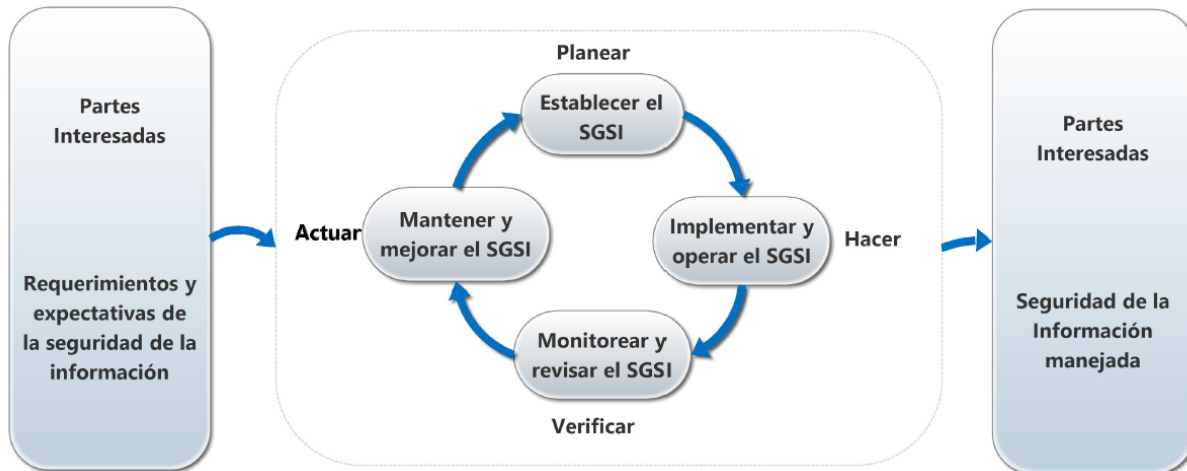 Partes
Interesadas
Requerimientos y
expectativas de
la seguridad de la
información
Planear
Establecer el
SGSI
Actuar
Mantener y
mejorar el SGSI
Implementar y
operar el SGSI
Hacer
Monitorear y
revisar el SGSI
Verificar
Partes
Interesadas
Seguridad de la
Información
manejada